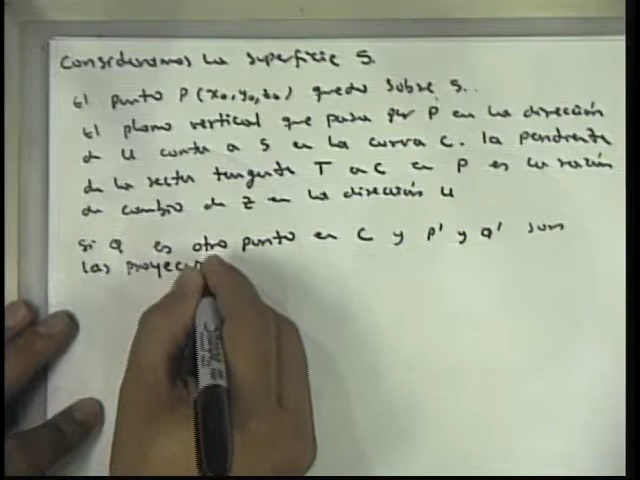 Consideramos la superficie S.
El punto P(x₀,y₀,z₀) queda sobre S.
El plano vertical que pasa por P en la dirección
de u corta a S en la curva C. la pendiente
de la recta tangente T a C en P es la razón
de cambio de z en la dirección u
Si Q es otro punto en C y P' y Q' son
las proyecc